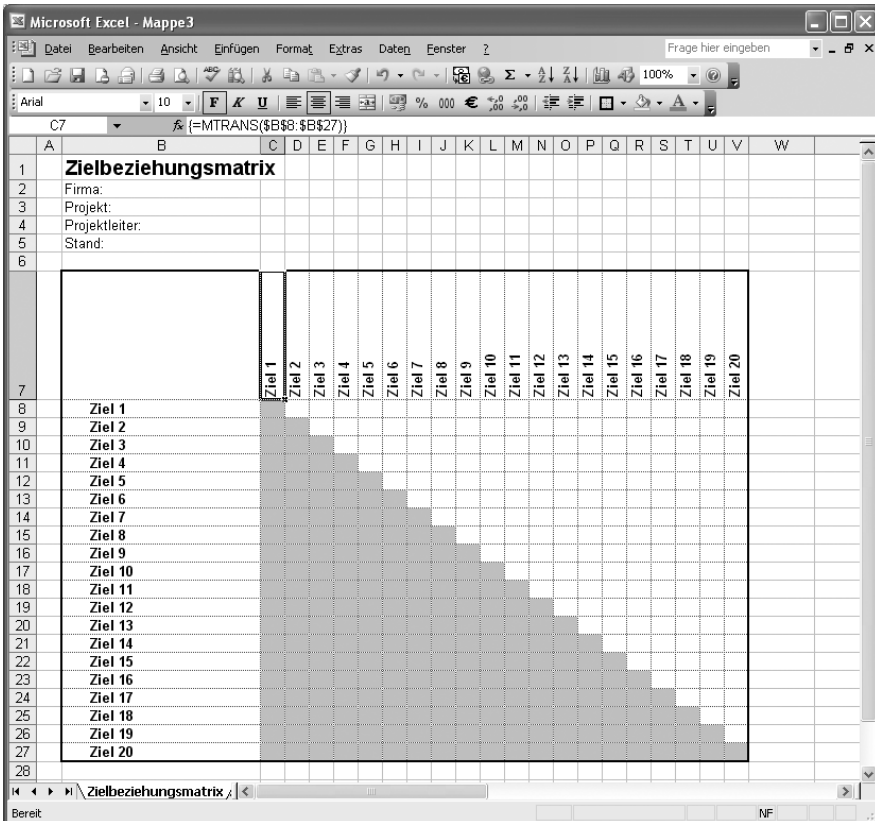 Microsoft Excel - Mappe3
Datei Bearbeiten Ansicht Einfügen Format Extras Daten Fenster ? Frage hier eingeben
ABC Σ A Z Z A 100%
Arial 10 F K U % 000 € A
C7 fx {=MTRANS($B$8:$B$27)}
A B C D E F G H I J K L M N O P Q R S T U V W
1 Zielbeziehungsmatrix
2 Firma:
3 Projekt:
4 Projektleiter:
5 Stand:
6
7 Ziel 1 Ziel 2 Ziel 3 Ziel 4 Ziel 5 Ziel 6 Ziel 7 Ziel 8 Ziel 9 Ziel 10 Ziel 11 Ziel 12 Ziel 13 Ziel 14 Ziel 15 Ziel 16 Ziel 17 Ziel 18 Ziel 19 Ziel 20
8 Ziel 1
9 Ziel 2
10 Ziel 3
11 Ziel 4
12 Ziel 5
13 Ziel 6
14 Ziel 7
15 Ziel 8
16 Ziel 9
17 Ziel 10
18 Ziel 11
19 Ziel 12
20 Ziel 13
21 Ziel 14
22 Ziel 15
23 Ziel 16
24 Ziel 17
25 Ziel 18
26 Ziel 19
27 Ziel 20
28
Zielbeziehungsmatrix
Bereit NF